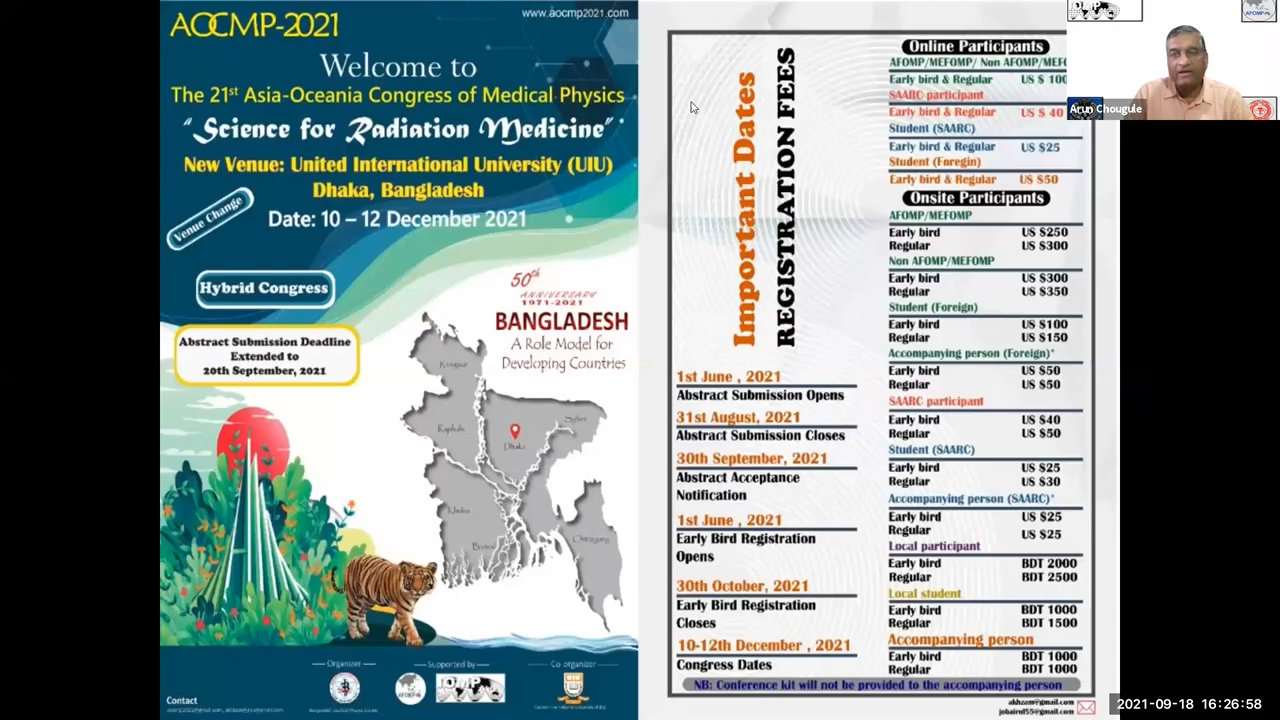 AOCMP-2021
www.aocmp2021.com
Welcome to
The 21st Asia-Oceania Congress of Medical Physics
"Science for Radiation Medicine"
New Venue: United International University (UIU)
Dhaka, Bangladesh
Venue Change
Date: 10 – 12 December 2021
Hybrid Congress
Abstract Submission Deadline
Extended to
20th September, 2021
50th
ANNIVERSARY
1971-2021
BANGLADESH
A Role Model for
Developing Countries
Dhaka
Organizer
Supported by
Co organizer
AFOMP
Contact
Important Dates
REGISTRATION FEES
1st June , 2021
Abstract Submission Opens
31st August, 2021
Abstract Submission Closes
30th September, 2021
Abstract Acceptance
Notification
1st June , 2021
Early Bird Registration
Opens
30th October, 2021
Early Bird Registration
Closes
10-12th December , 2021
Congress Dates
Online Participants
AFOMP/MEFOMP/ Non AFOMP/MEFO
Early bird & Regular US $ 100
SAARC participant
Early bird & Regular US $ 40
Student (SAARC)
Early bird & Regular US $25
Student (Foregin)
Early bird & Regular US $50
Onsite Participants
AFOMP/MEFOMP
Early bird US $250
Regular US $300
Non AFOMP/MEFOMP
Early bird US $300
Regular US $350
Student (Foreign)
Early bird US $100
Regular US $150
Accompanying person (Foreign)*
Early bird US $50
Regular US $50
SAARC participant
Early bird US $40
Regular US $50
Student (SAARC)
Early bird US $25
Regular US $30
Accompanying person (SAARC)*
Early bird US $25
Regular US $25
Local participant
Early bird BDT 2000
Regular BDT 2500
Local student
Early bird BDT 1000
Regular BDT 1500
Accompanying person
Early bird BDT 1000
Regular BDT 1000
NB: Conference kit will not be provided to the accompanying person
Arun Chougule
2021-09-18 16:26:58